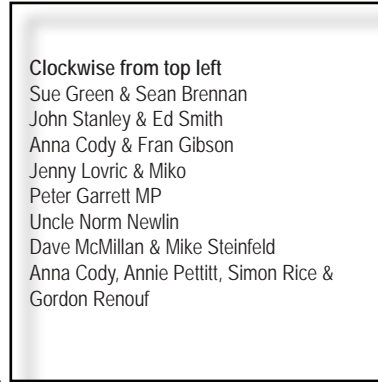 Clockwise from top left
Sue Green & Sean Brennan
John Stanley & Ed Smith
Anna Cody & Fran Gibson
Jenny Lovric & Miko
Peter Garrett MP
Uncle Norm Newlin
Dave McMillan & Mike Steinfeld
Anna Cody, Annie Pettitt, Simon Rice &
Gordon Renouf